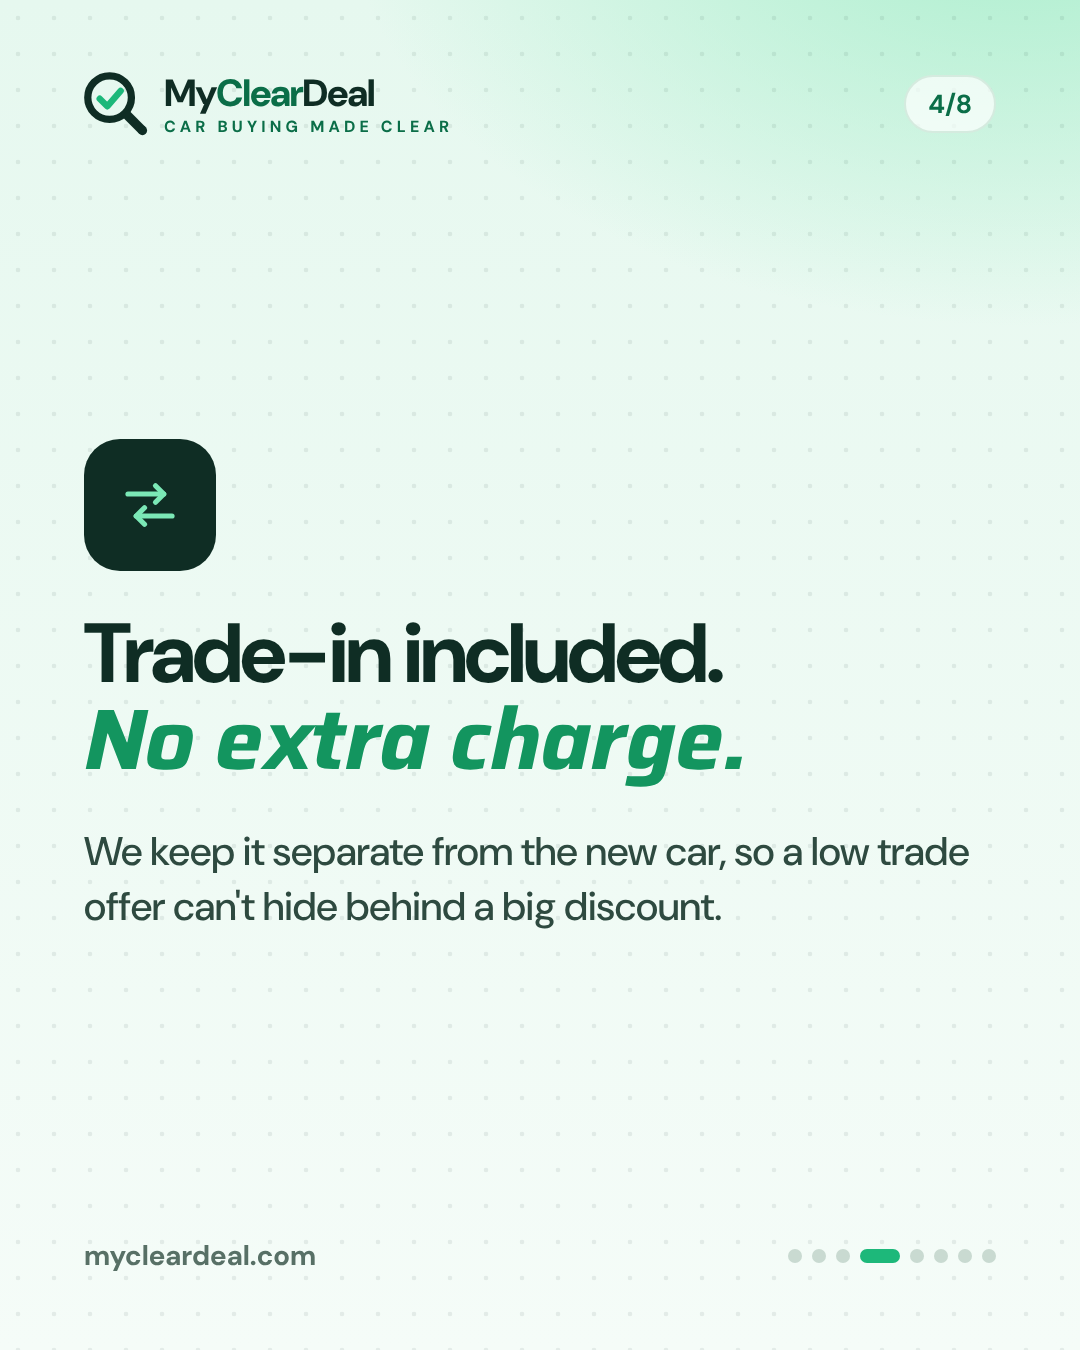 MyClearDeal
CAR BUYING MADE CLEAR
4/8
Trade-in included.
No extra charge.
We keep it separate from the new car, so a low trade
offer can't hide behind a big discount.
mycleardeal.com